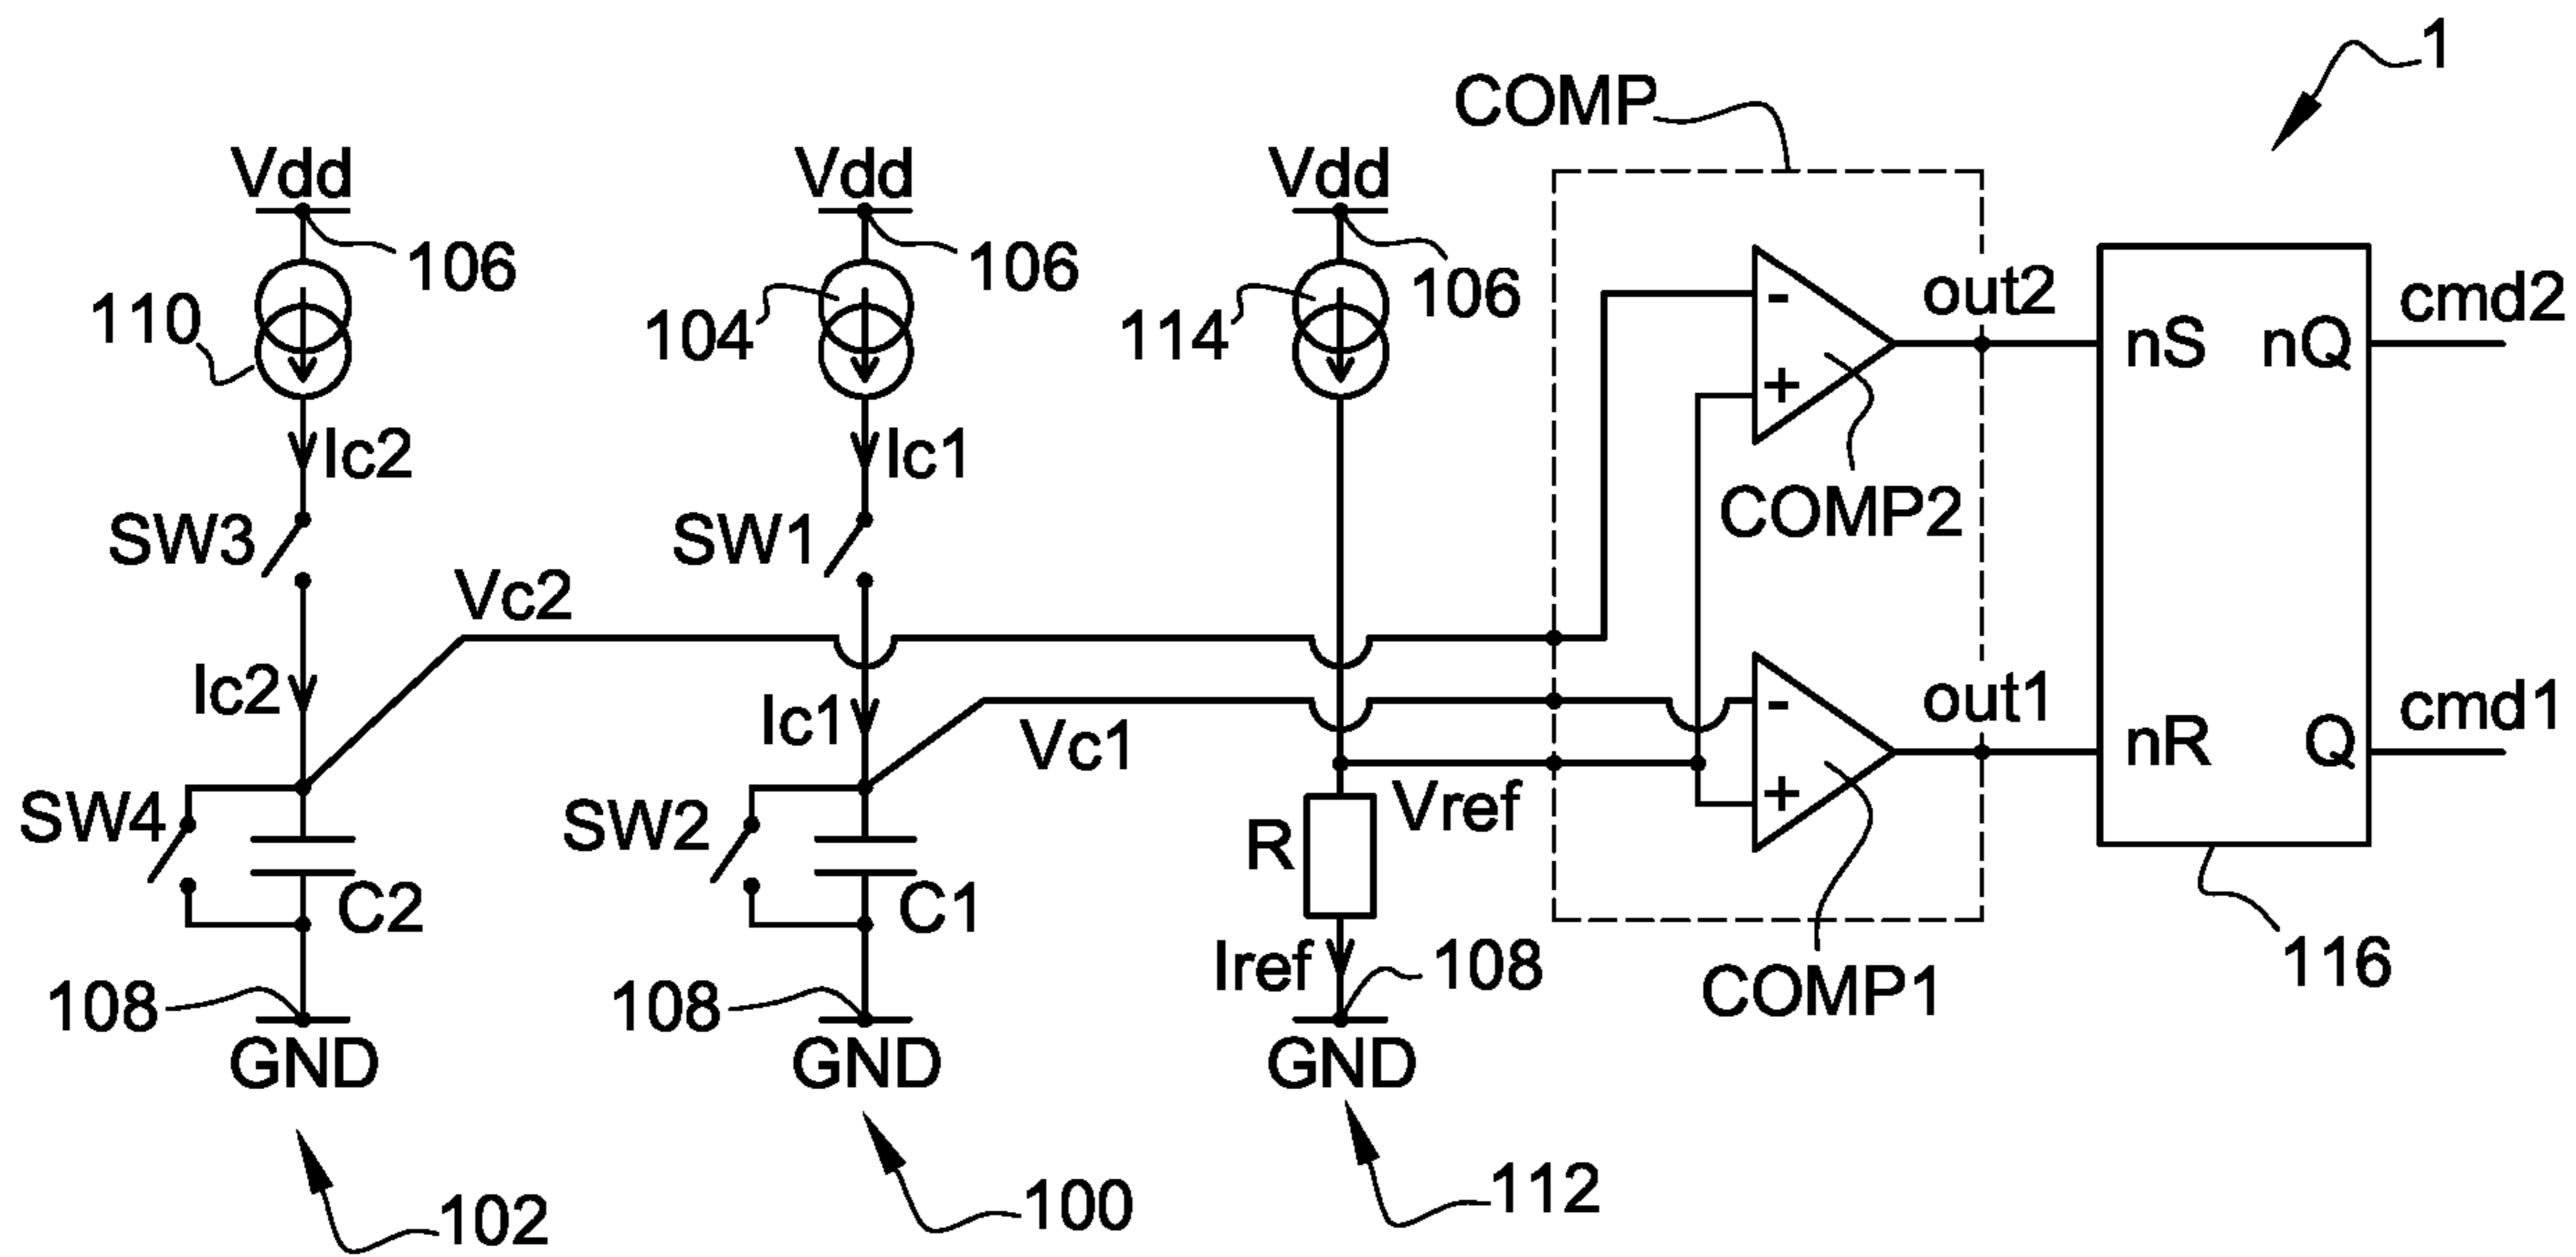 1
COMP
Vdd
Vdd
Vdd
106
106
106
110
104
114
-
+
COMP2
out2
nS
nQ
cmd2
Ic2
Ic1
SW3
SW1
Vc2
Ic2
Ic1
Vc1
-
+
out1
nR
Q
cmd1
Vref
SW4
C2
SW2
C1
R
Iref
108
108
108
COMP1
116
GND
GND
GND
102
100
112